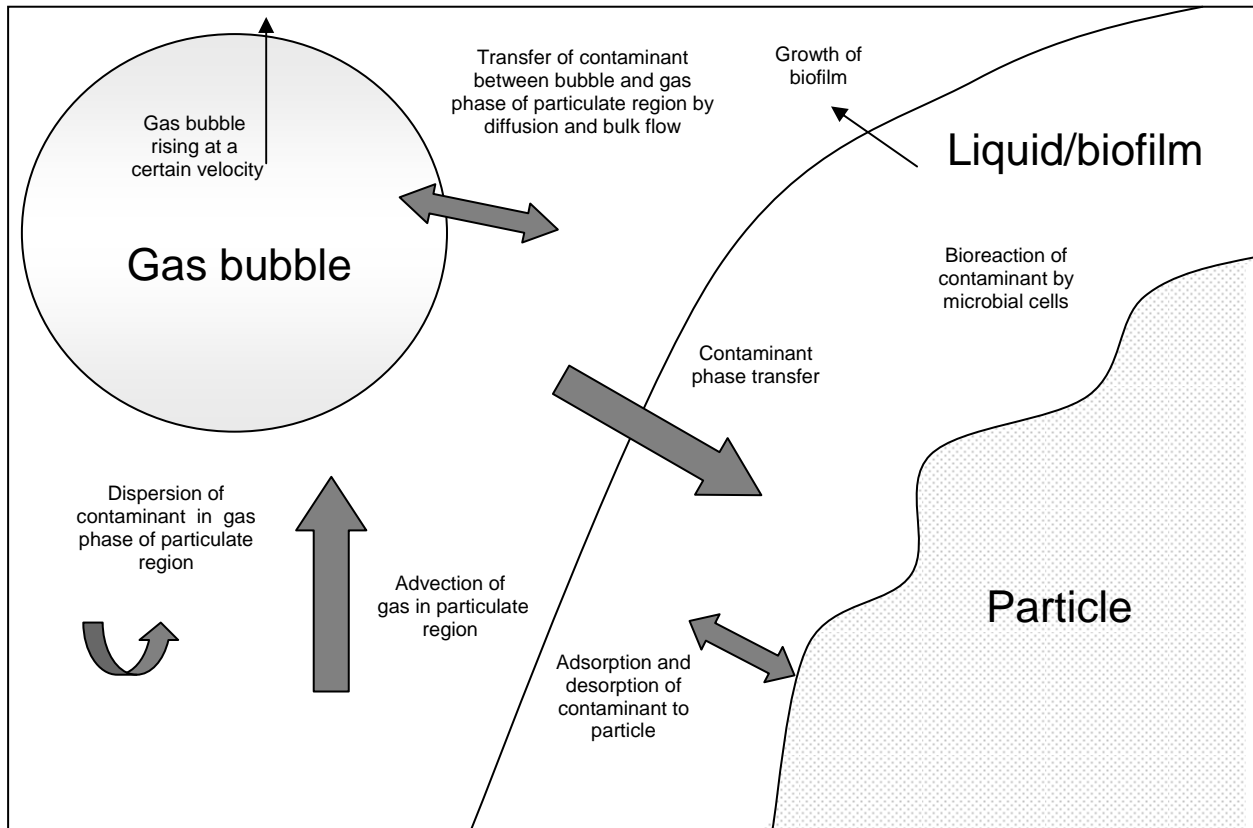 Transfer of contaminant
between bubble and gas
phase of particulate region by
diffusion and bulk flow
Growth of
biofilm
Gas bubble
rising at a
certain velocity
Liquid/biofilm
Gas bubble
Bioreaction of
contaminant by
microbial cells
Contaminant
phase transfer
Dispersion of
contaminant in gas
phase of particulate
region
Advection of
gas in particulate
region
Particle
Adsorption and
desorption of
contaminant to
particle